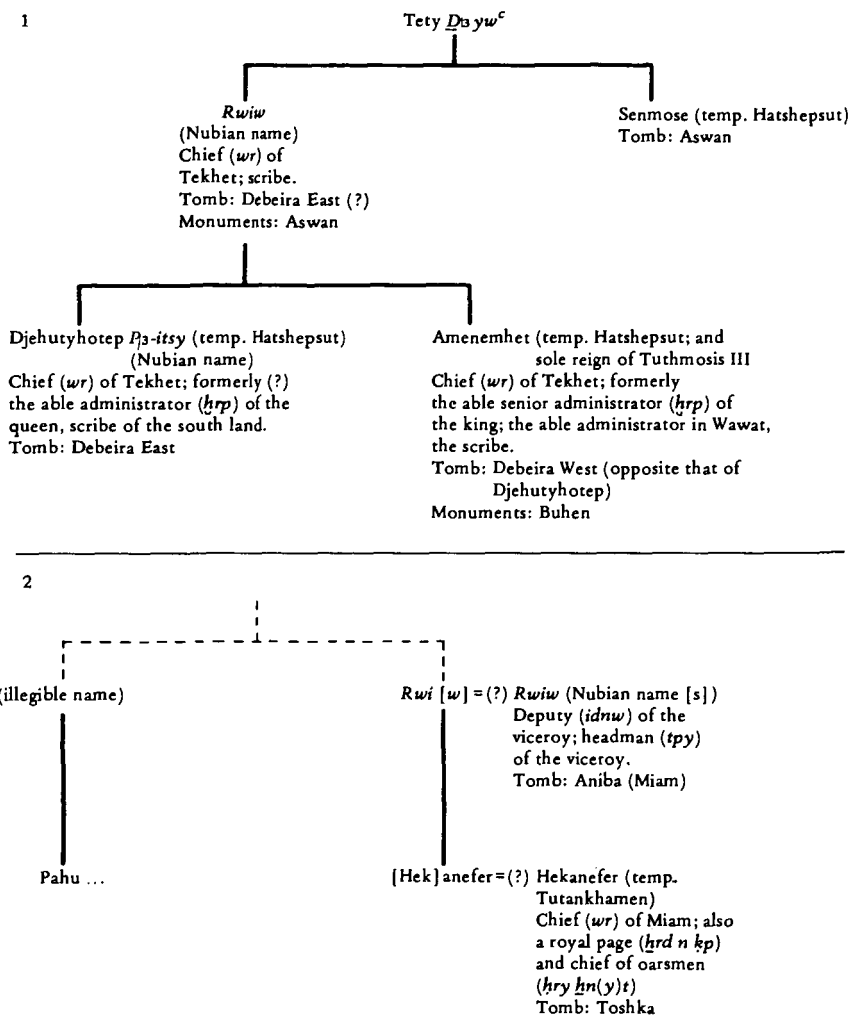 1
Tety Ḏꜣywꜥ
Rwiw
(Nubian name)
Chief (wr) of
Tekhet; scribe.
Tomb: Debeira East (?)
Monuments: Aswan
Senmose (temp. Hatshepsut)
Tomb: Aswan
Djehutyhotep Pꜣ-itsy (temp. Hatshepsut)
(Nubian name)
Chief (wr) of Tekhet; formerly (?)
the able administrator (ḫrp) of the
queen, scribe of the south land.
Tomb: Debeira East
Amenemhet (temp. Hatshepsut; and
sole reign of Tuthmosis III
Chief (wr) of Tekhet; formerly
the able senior administrator (ḫrp) of
the king; the able administrator in Wawat,
the scribe.
Tomb: Debeira West (opposite that of
Djehutyhotep)
Monuments: Buhen
2
(illegible name)
Rwi [w] = (?) Rwiw (Nubian name [s])
Deputy (idnw) of the
viceroy; headman (tpy)
of the viceroy.
Tomb: Aniba (Miam)
Pahu ...
[Hek] anefer = (?) Hekanefer (temp.
Tutankhamen)
Chief (wr) of Miam; also
a royal page (ẖrd n kꜣp)
and chief of oarsmen
(ḥry ẖn(y)t)
Tomb: Toshka